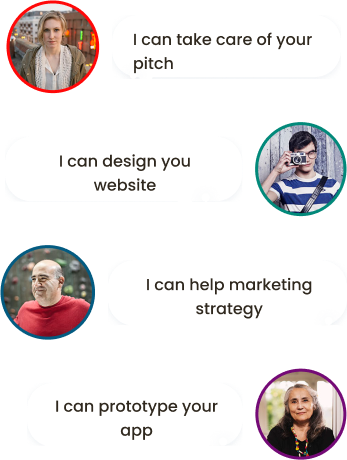 I can take care of your
pitch
I can design you
website
I can help marketing
strategy
I can prototype your
app